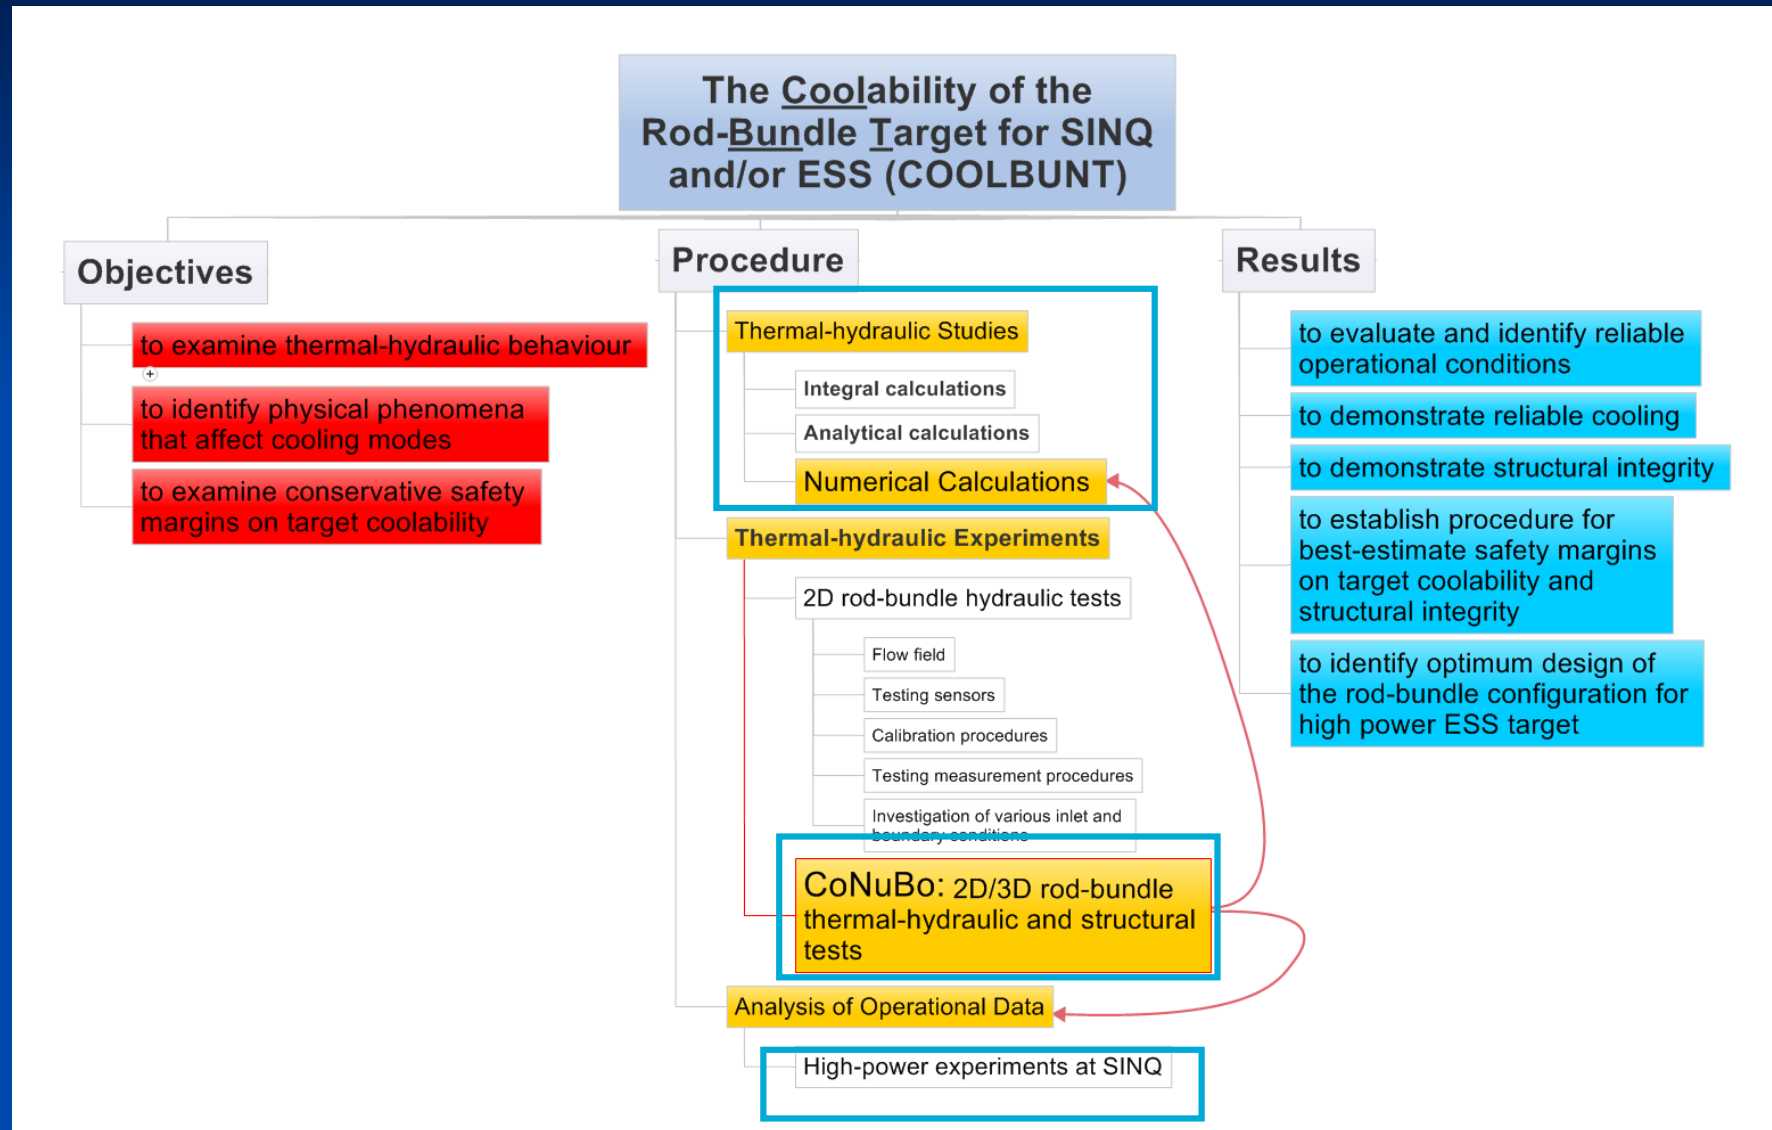 The Coolability of the
Rod-Bundle Target for SINQ
and/or ESS (COOLBUNT)
Objectives
to examine thermal-hydraulic behaviour
to identify physical phenomena
that affect cooling modes
to examine conservative safety
margins on target coolability
Procedure
Thermal-hydraulic Studies
Integral calculations
Analytical calculations
Numerical Calculations
Thermal-hydraulic Experiments
2D rod-bundle hydraulic tests
Flow field
Testing sensors
Calibration procedures
Testing measurement procedures
Investigation of various inlet and
boundary conditions
CoNuBo: 2D/3D rod-bundle
thermal-hydraulic and structural
tests
Analysis of Operational Data
High-power experiments at SINQ
Results
to evaluate and identify reliable
operational conditions
to demonstrate reliable cooling
to demonstrate structural integrity
to establish procedure for
best-estimate safety margins
on target coolability and
structural integrity
to identify optimum design of
the rod-bundle configuration for
high power ESS target